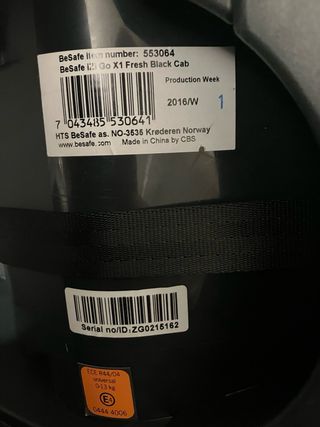 BeSafe item number: 553064
BeSafe iZi Go X1 Fresh Black Cab
Production Week
2016/W 1
7 043485 530641
HTS BeSafe as. NO-3535 Krøderen Norway
www.besafe.com Made in China by CBS
Serial no/ID: ZG0215162
ECE R44/04
universal
0-13 kg
E
0444 4006